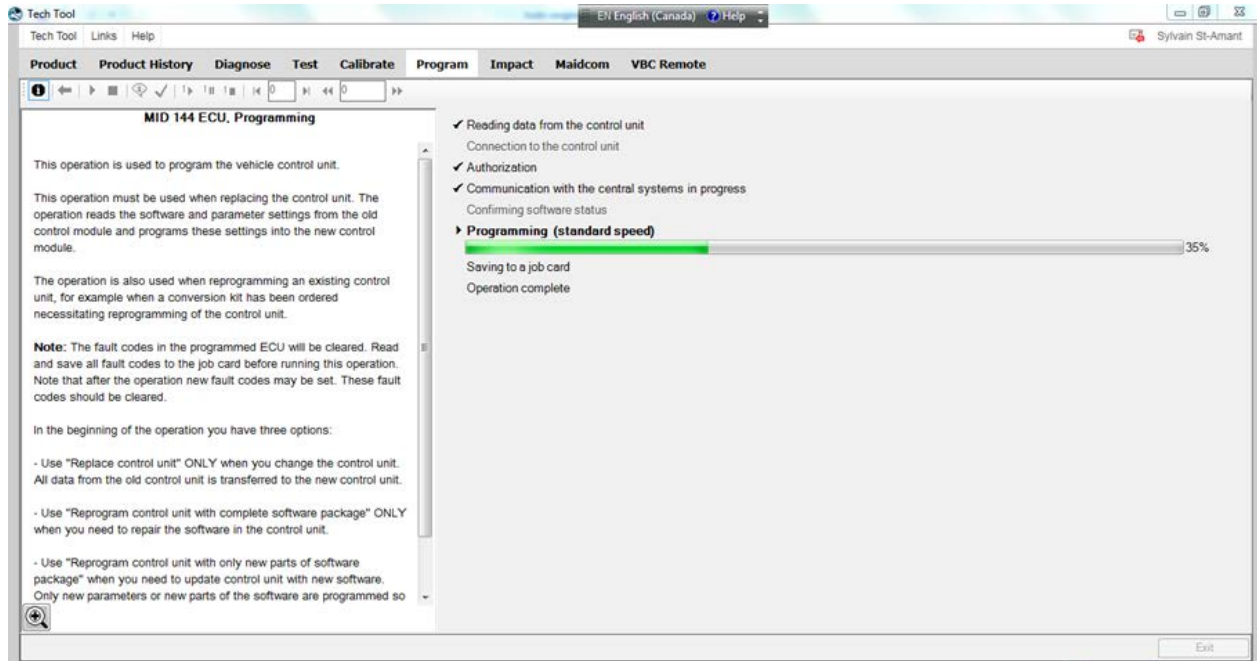 Tech Tool
EN English (Canada) ? Help
Tech Tool Links Help
Sylvain St-Amant
Product Product History Diagnose Test Calibrate Program Impact Maidcom VBC Remote
0 0
MID 144 ECU, Programming
This operation is used to program the vehicle control unit.
This operation must be used when replacing the control unit. The
operation reads the software and parameter settings from the old
control module and programs these settings into the new control
module.
The operation is also used when reprogramming an existing control
unit, for example when a conversion kit has been ordered
necessitating reprogramming of the control unit.
Note: The fault codes in the programmed ECU will be cleared. Read
and save all fault codes to the job card before running this operation.
Note that after the operation new fault codes may be set. These fault
codes should be cleared.
In the beginning of the operation you have three options:
- Use "Replace control unit" ONLY when you change the control unit.
All data from the old control unit is transferred to the new control unit.
- Use "Reprogram control unit with complete software package" ONLY
when you need to repair the software in the control unit.
- Use "Reprogram control unit with only new parts of software
package" when you need to update control unit with new software.
Only new parameters or new parts of the software are programmed so
Reading data from the control unit
Connection to the control unit
Authorization
Communication with the central systems in progress
Confirming software status
Programming (standard speed)
35%
Saving to a job card
Operation complete
Exit